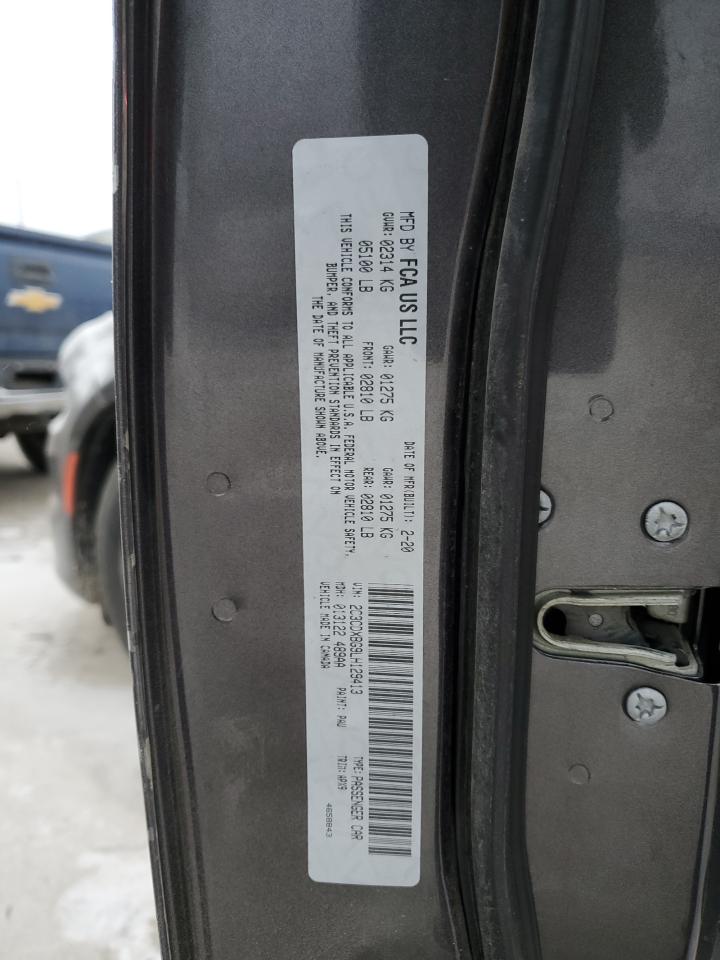 MFD BY FCA US LLC
DATE OF MFR(BUILT): 2-20
GVWR: 02314 KG GAWR: 01275 KG GAWR: 01275 KG
05100 LB FRONT: 02810 LB REAR: 02810 LB
THIS VEHICLE CONFORMS TO ALL APPLICABLE U.S.A. FEDERAL MOTOR VEHICLE SAFETY,
BUMPER, AND THEFT PREVENTION STANDARDS IN EFFECT ON
THE DATE OF MANUFACTURE SHOWN ABOVE.
VIN: 2C3CDXBG9LH129413 TYPE: PASSENGER CAR
MDH: 013122 489AA PAINT: PAU TRIM: HPX9
VEHICLE MADE IN CANADA 4658843